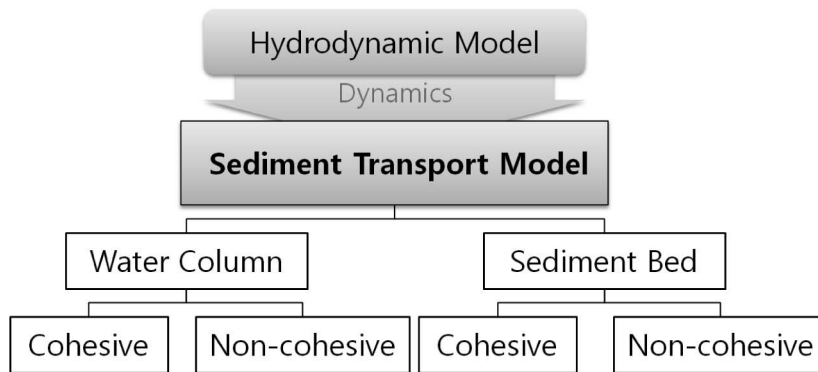 Hydrodynamic Model
Dynamics
Sediment Transport Model
Water Column
Sediment Bed
Cohesive
Non-cohesive
Cohesive
Non-cohesive